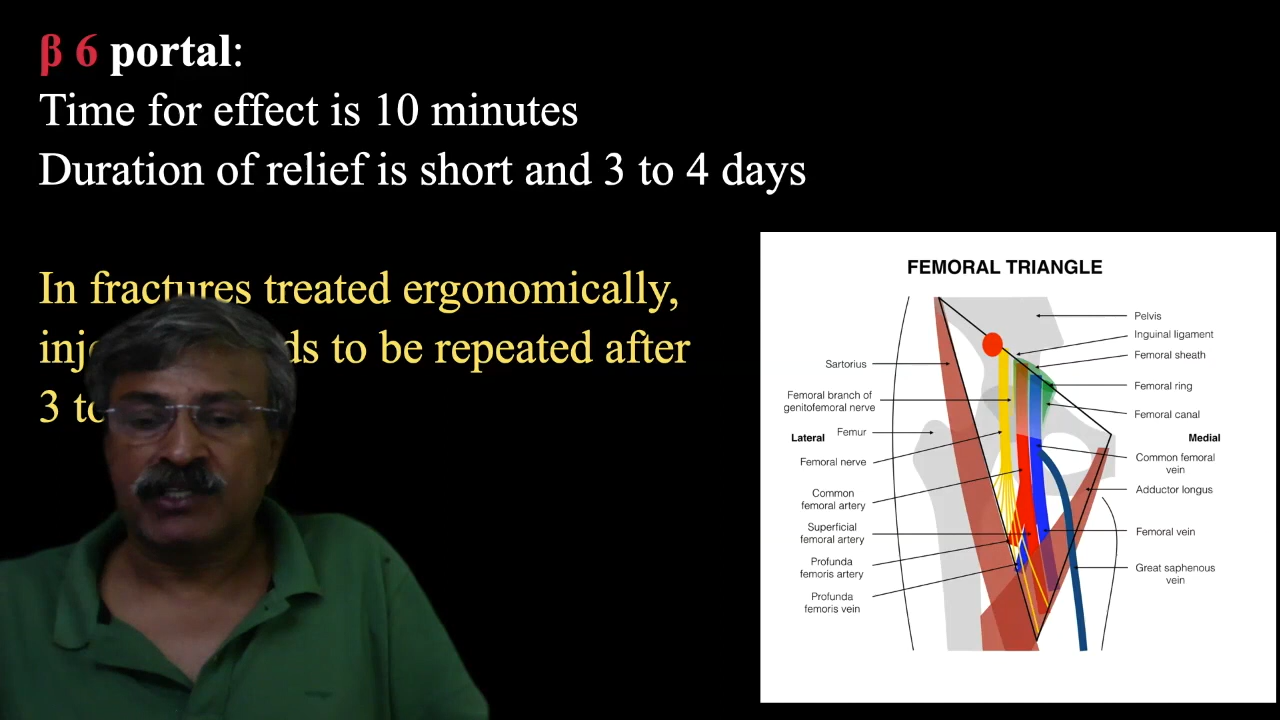 β 6 portal:
Time for effect is 10 minutes
Duration of relief is short and 3 to 4 days
In fractures treated ergonomically,
to be repeated after
3
FEMORAL TRIANGLE
Pelvis
Inguinal ligament
Femoral sheath
Femoral ring
Femoral canal
Medial
Common femoral
vein
Adductor longus
Femoral vein
Great saphenous
vein
Sartorius
Femoral branch of
genitofemoral nerve
Femur
Lateral
Femoral nerve
Common
femoral artery
Superficial
femoral artery
Profunda
femoris artery
Profunda
femoris vein